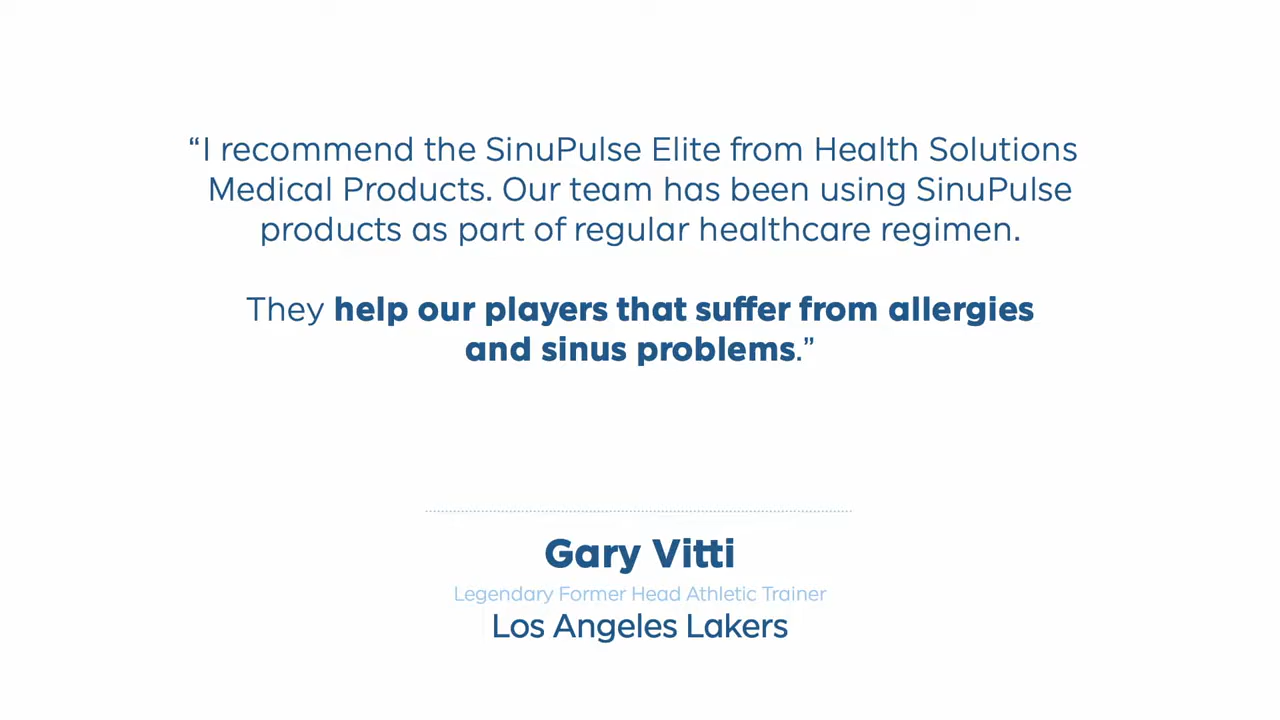 “I recommend the SinuPulse Elite from Health Solutions
Medical Products. Our team has been using SinuPulse
products as part of regular healthcare regimen.
They help our players that suffer from allergies
and sinus problems.”
Gary Vitti
Legendary Former Head Athletic Trainer
Los Angeles Lakers